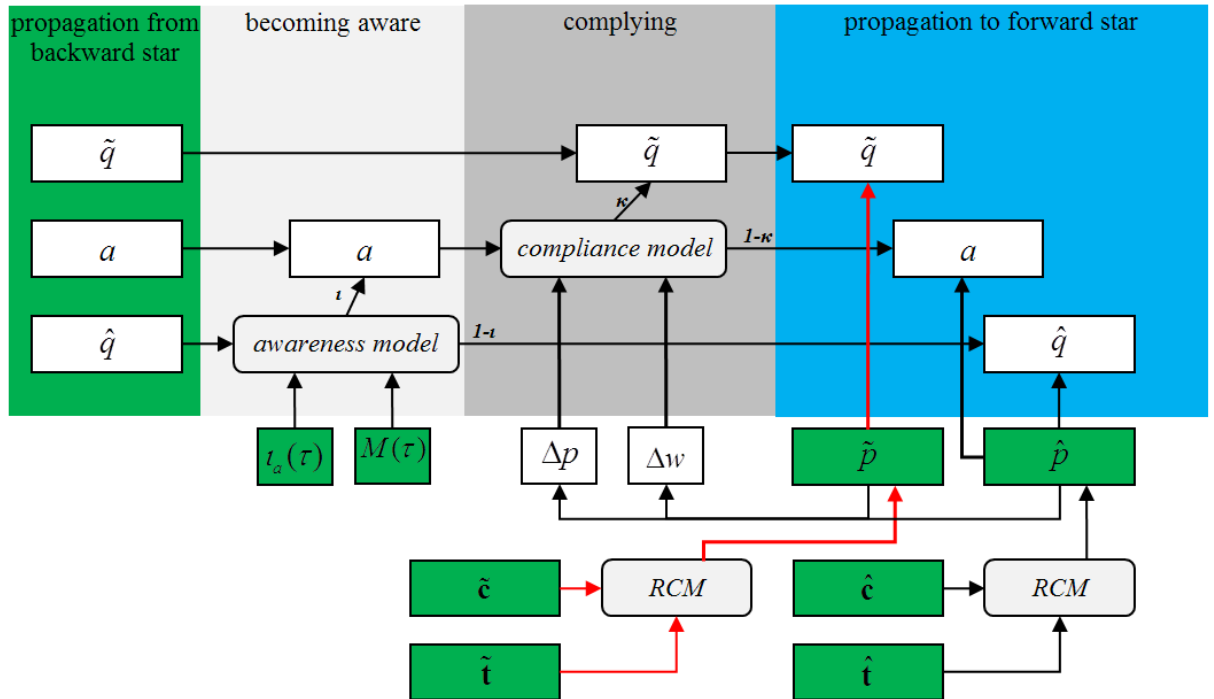 propagation from
backward star
becoming aware
complying
propagation to forward star
q̃
q̃
q̃
κ
a
a
compliance model
1-κ
a
ι
q̂
awareness model
1-ι
q̂
ιₐ(τ)
M(τ)
Δp
Δw
p̃
p̂
c̃
RCM
ĉ
RCM
t̃
t̂